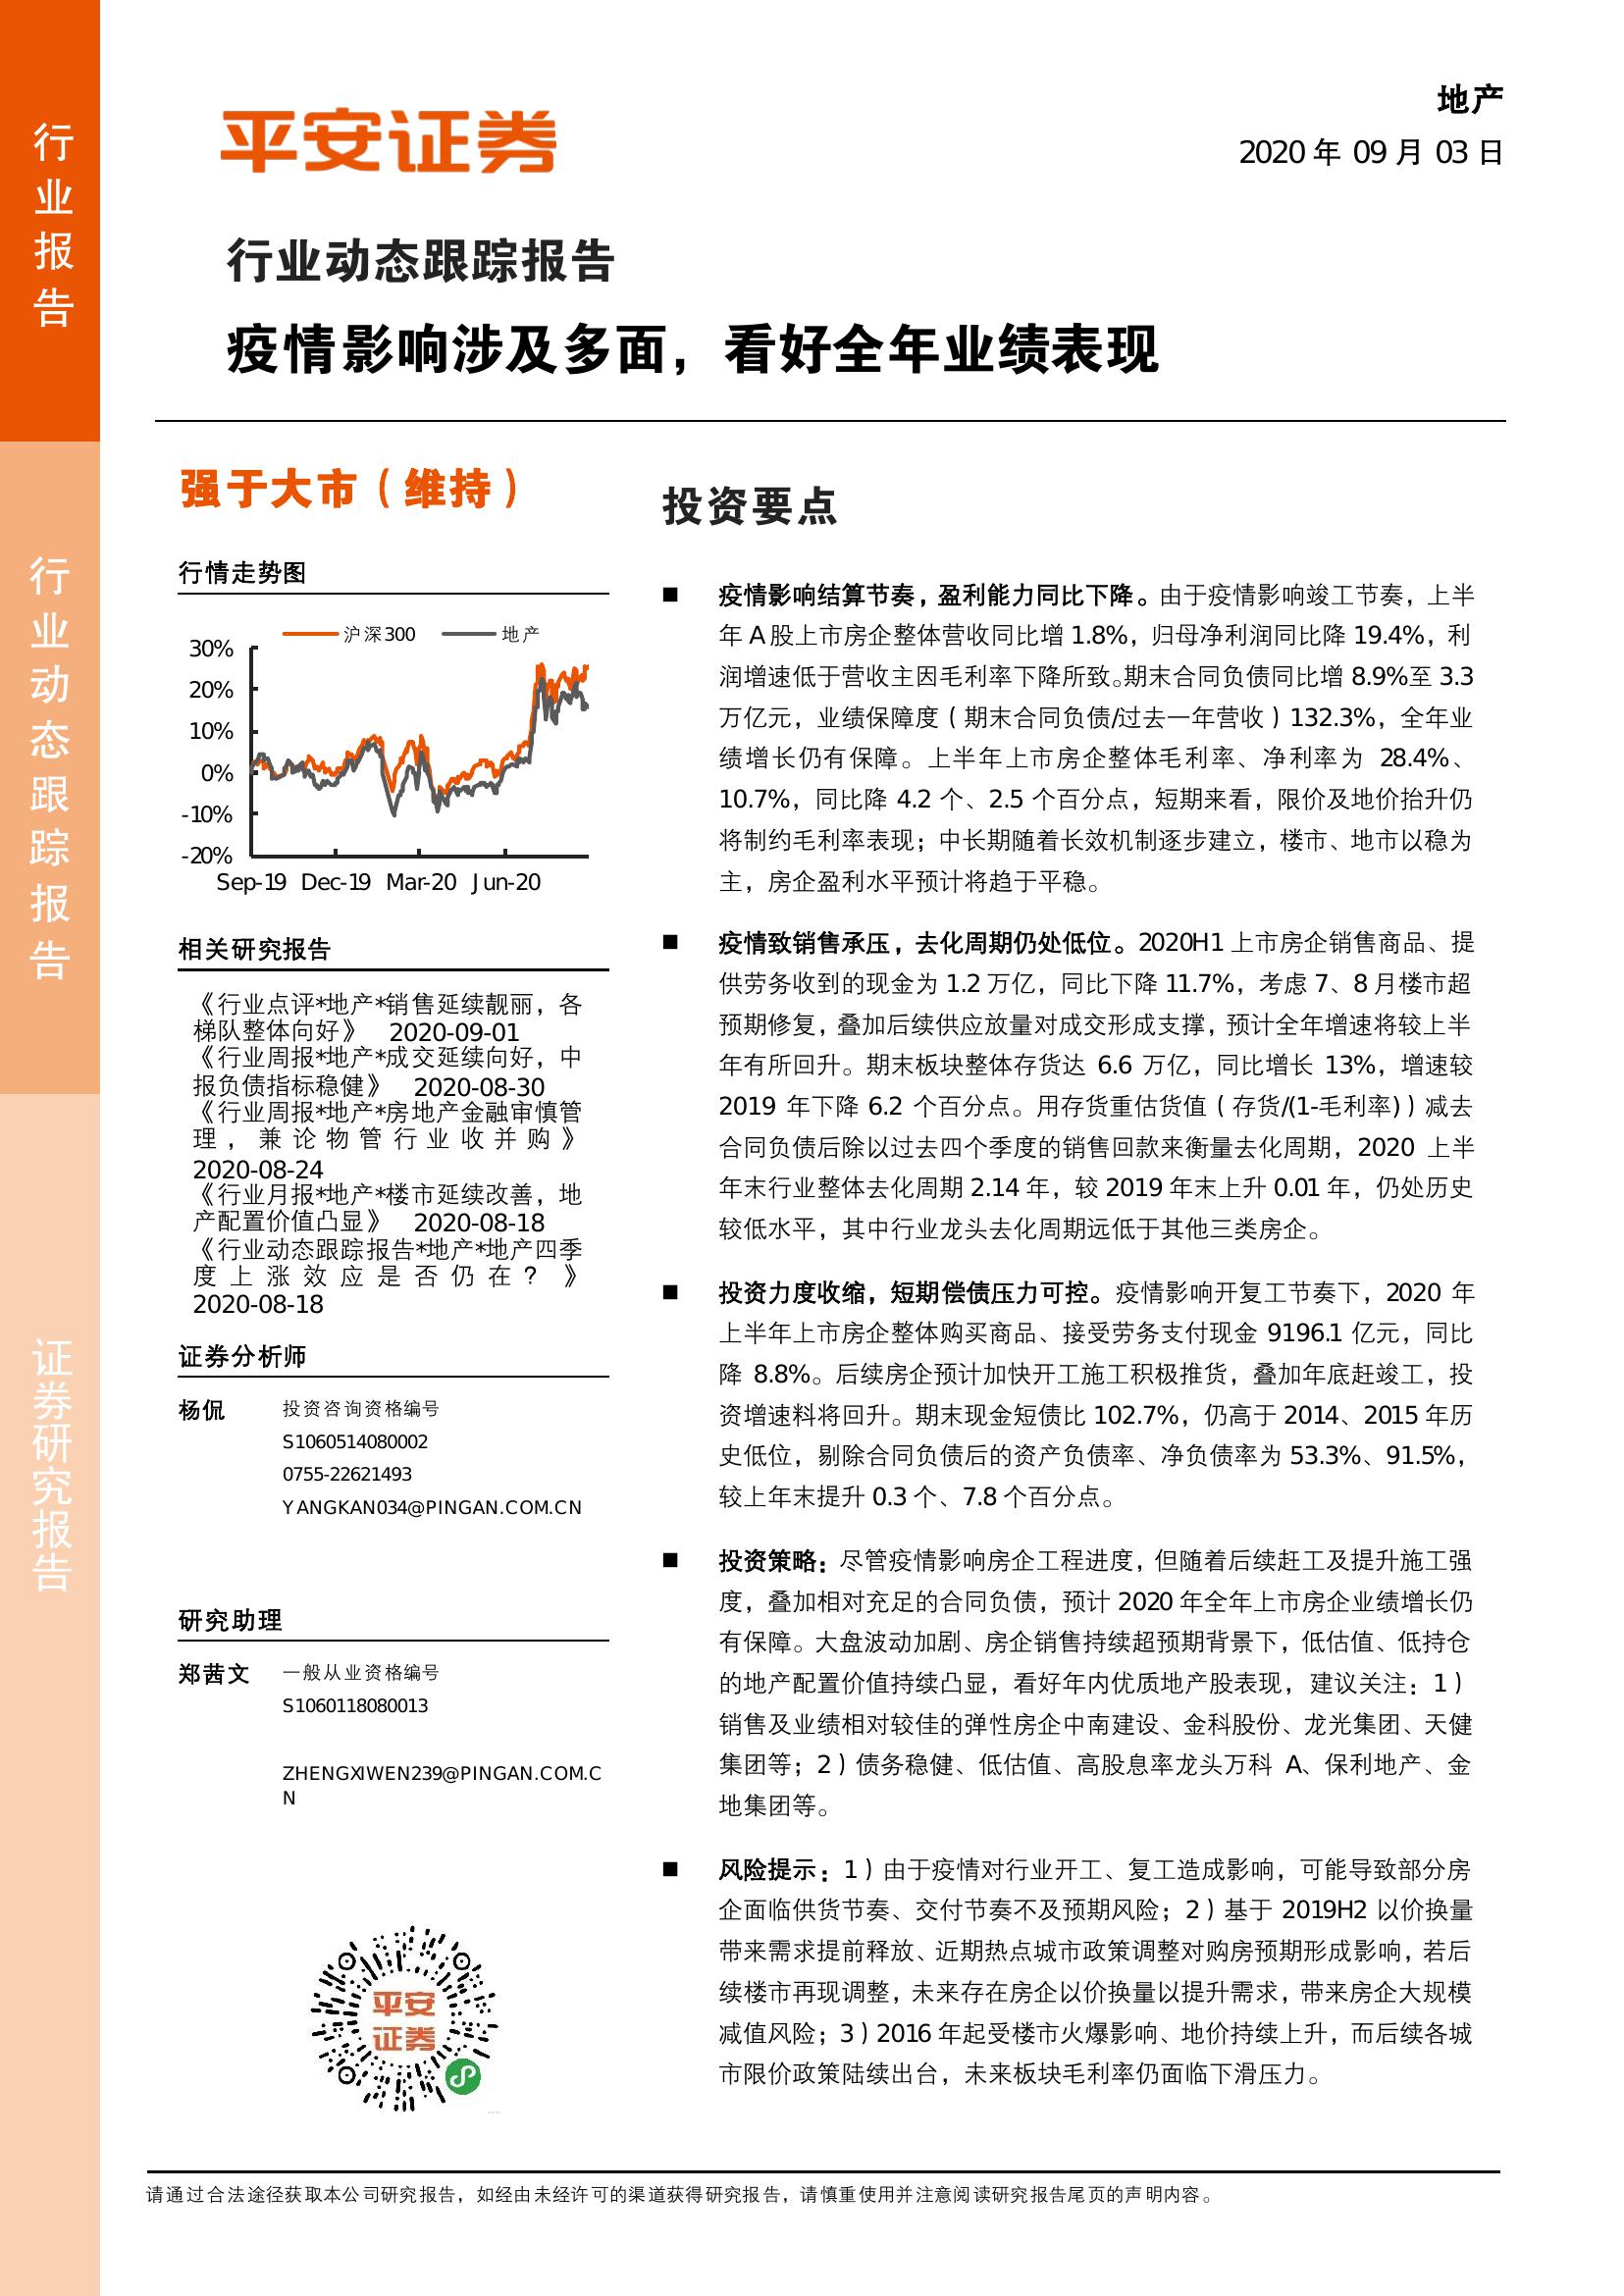 行业报告
行业动态跟踪报告
证券研究报告
平安证券
地产
2020 年 09 月 03 日
行业动态跟踪报告
疫情影响涉及多面，看好全年业绩表现
强于大市（维持）
行情走势图
沪深300 地产
30%
20%
10%
0%
-10%
-20%
Sep-19 Dec-19 Mar-20 Jun-20
相关研究报告
《行业点评*地产*销售延续靓丽，各
梯队整体向好》 2020-09-01
《行业周报*地产*成交延续向好，中
报负债指标稳健》 2020-08-30
《行业周报*地产*房地产金融审慎管
理，兼论物管行业收并购》
2020-08-24
《行业月报*地产*楼市延续改善，地
产配置价值凸显》 2020-08-18
《行业动态跟踪报告*地产*地产四季
度上涨效应是否仍在？》
2020-08-18
证券分析师
杨侃 投资咨询资格编号
S1060514080002
0755-22621493
YANGKAN034@PINGAN.COM.CN
研究助理
郑茜文 一般从业资格编号
S1060118080013
ZHENGXIWEN239@PINGAN.COM.C
N
平安
证券
投资要点
■ 疫情影响结算节奏，盈利能力同比下降。由于疫情影响竣工节奏，上半
年 A 股上市房企整体营收同比增 1.8%，归母净利润同比降 19.4%，利
润增速低于营收主因毛利率下降所致。期末合同负债同比增 8.9%至 3.3
万亿元，业绩保障度（期末合同负债/过去一年营收）132.3%，全年业
绩增长仍有保障。上半年上市房企整体毛利率、净利率为 28.4%、
10.7%，同比降 4.2 个、2.5 个百分点，短期来看，限价及地价抬升仍
将制约毛利率表现；中长期随着长效机制逐步建立，楼市、地市以稳为
主，房企盈利水平预计将趋于平稳。
■ 疫情致销售承压，去化周期仍处低位。2020H1 上市房企销售商品、提
供劳务收到的现金为 1.2 万亿，同比下降 11.7%，考虑 7、8 月楼市超
预期修复，叠加后续供应放量对成交形成支撑，预计全年增速将较上半
年有所回升。期末板块整体存货达 6.6 万亿，同比增长 13%，增速较
2019 年下降 6.2 个百分点。用存货重估货值（存货/(1-毛利率)）减去
合同负债后除以过去四个季度的销售回款来衡量去化周期，2020 上半
年末行业整体去化周期 2.14 年，较 2019 年末上升 0.01 年，仍处历史
较低水平，其中行业龙头去化周期远低于其他三类房企。
■ 投资力度收缩，短期偿债压力可控。疫情影响开复工节奏下，2020 年
上半年上市房企整体购买商品、接受劳务支付现金 9196.1 亿元，同比
降 8.8%。后续房企预计加快开工施工积极推货，叠加年底赶竣工，投
资增速料将回升。期末现金短债比 102.7%，仍高于 2014、2015 年历
史低位，剔除合同负债后的资产负债率、净负债率为 53.3%、91.5%，
较上年末提升 0.3 个、7.8 个百分点。
■ 投资策略：尽管疫情影响房企工程进度，但随着后续赶工及提升施工强
度，叠加相对充足的合同负债，预计 2020 年全年上市房企业绩增长仍
有保障。大盘波动加剧、房企销售持续超预期背景下，低估值、低持仓
的地产配置价值持续凸显，看好年内优质地产股表现，建议关注：1）
销售及业绩相对较佳的弹性房企中南建设、金科股份、龙光集团、天健
集团等；2）债务稳健、低估值、高股息率龙头万科 A、保利地产、金
地集团等。
■ 风险提示：1）由于疫情对行业开工、复工造成影响，可能导致部分房
企面临供货节奏、交付节奏不及预期风险；2）基于 2019H2 以价换量
带来需求提前释放、近期热点城市政策调整对购房预期形成影响，若后
续楼市再现调整，未来存在房企以价换量以提升需求，带来房企大规模
减值风险；3）2016 年起受楼市火爆影响、地价持续上升，而后续各城
市限价政策陆续出台，未来板块毛利率仍面临下滑压力。
请通过合法途径获取本公司研究报告，如经由未经许可的渠道获得研究报告，请慎重使用并注意阅读研究报告尾页的声明内容。